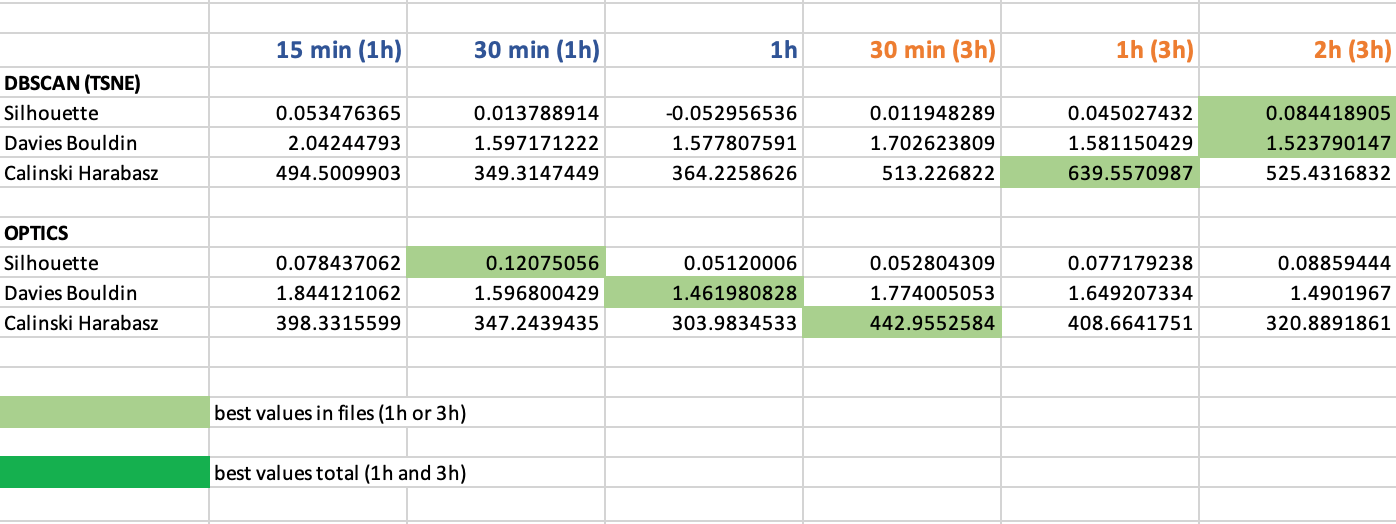 15 min (1h) 30 min (1h) 1h 30 min (3h) 1h (3h) 2h (3h)
DBSCAN (TSNE)
Silhouette 0.053476365 0.013788914 -0.052956536 0.011948289 0.045027432 0.084418905
Davies Bouldin 2.04244793 1.597171222 1.577807591 1.702623809 1.581150429 1.523790147
Calinski Harabasz 494.5009903 349.3147449 364.2258626 513.226822 639.5570987 525.4316832
OPTICS
Silhouette 0.078437062 0.12075056 0.05120006 0.052804309 0.077179238 0.08859444
Davies Bouldin 1.844121062 1.596800429 1.461980828 1.774005053 1.649207334 1.4901967
Calinski Harabasz 398.3315599 347.2439435 303.9834533 442.9552584 408.6641751 320.8891861
best values in files (1h or 3h)
best values total (1h and 3h)